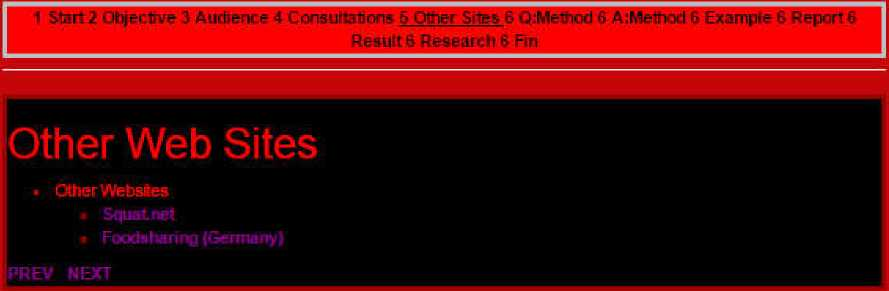 1 Start 2 Objective 3 Audience 4 Consultations 5 Other Sites 6 Q:Method 6 A:Method 6 Example 6 Report 6
Result 6 Research 6 Fin
Other Web Sites
Other Websites
Squat.net
Foodsharing (Germany)
PREV NEXT